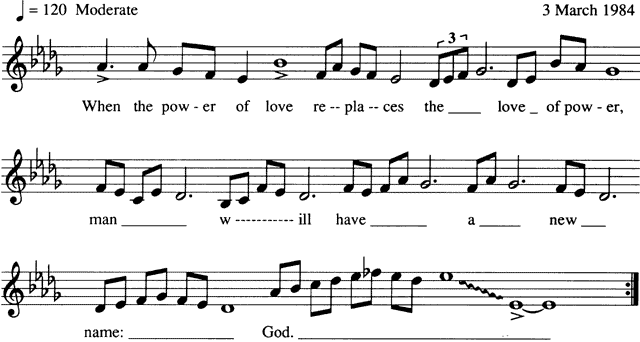 ♩ = 120 Moderate 3 March 1984
3
When the pow - er of love re -- pla -- ces the ____ love _ of pow - er,
man ________ w ----------- ill have _______ a _____ new ___
name: _____________ God. ______________________________